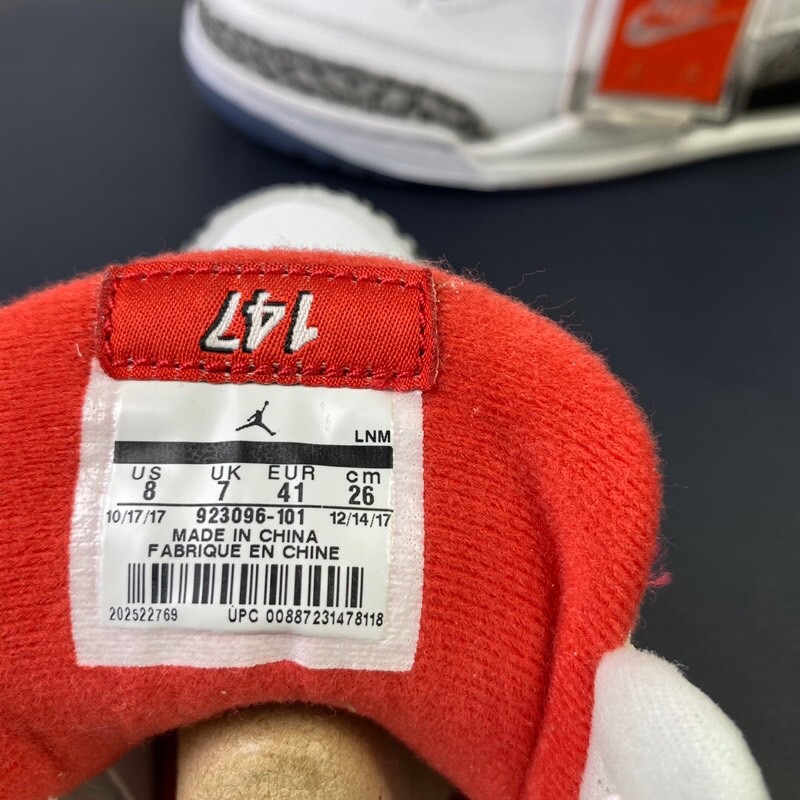 147
LNM
US UK EUR cm
8 7 41 26
10/17/17 923096-101 12/14/17
MADE IN CHINA
FABRIQUE EN CHINE
202522769 UPC 00887231478118